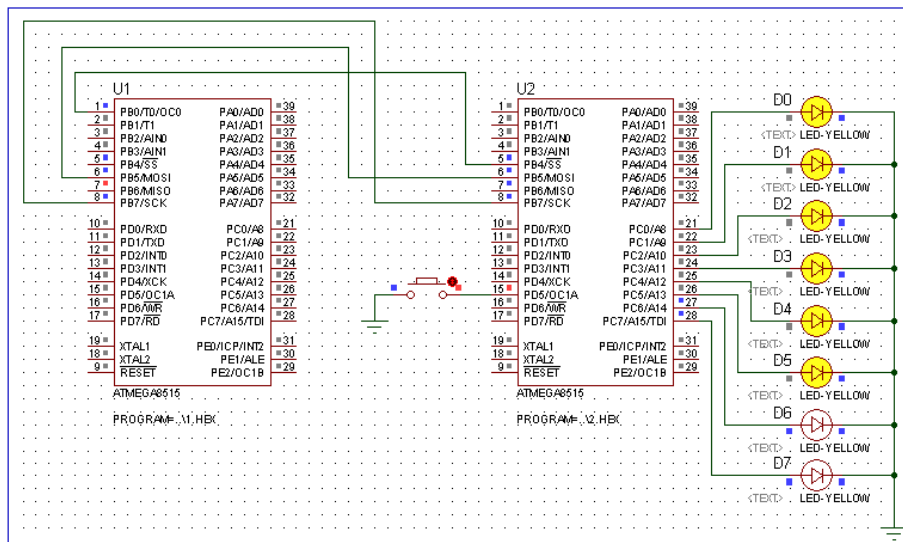 U1
1 PB0/T0/OC0 PA0/AD0 39
2 PB1/T1 PA1/AD1 38
3 PB2/AIN0 PA2/AD2 37
4 PB3/AIN1 PA3/AD3 36
5 PB4/SS PA4/AD4 35
6 PB5/MOSI PA5/AD5 34
7 PB6/MISO PA6/AD6 33
8 PB7/SCK PA7/AD7 32
10 PD0/RXD PC0/A8 21
11 PD1/TXD PC1/A9 22
12 PD2/INT0 PC2/A10 23
13 PD3/INT1 PC3/A11 24
14 PD4/XCK PC4/A12 25
15 PD5/OC1A PC5/A13 26
16 PD6/WR PC6/A14 27
17 PD7/RD PC7/A15/TDI 28
19 XTAL1 PE0/ICP/INT2 31
18 XTAL2 PE1/ALE 30
9 RESET PE2/OC1B 29
ATMEGA8515
PROGRAM=..\1.HEX
U2
1 PB0/T0/OC0 PA0/AD0 39
2 PB1/T1 PA1/AD1 38
3 PB2/AIN0 PA2/AD2 37
4 PB3/AIN1 PA3/AD3 36
5 PB4/SS PA4/AD4 35
6 PB5/MOSI PA5/AD5 34
7 PB6/MISO PA6/AD6 33
8 PB7/SCK PA7/AD7 32
10 PD0/RXD PC0/A8 21
11 PD1/TXD PC1/A9 22
12 PD2/INT0 PC2/A10 23
13 PD3/INT1 PC3/A11 24
14 PD4/XCK PC4/A12 25
15 PD5/OC1A PC5/A13 26
16 PD6/WR PC6/A14 27
17 PD7/RD PC7/A15/TDI 28
19 XTAL1 PE0/ICP/INT2 31
18 XTAL2 PE1/ALE 30
9 RESET PE2/OC1B 29
ATMEGA8515
PROGRAM=..\2.HEX
D0
<TEXT> LED-YELLOW
D1
<TEXT> LED-YELLOW
D2
<TEXT> LED-YELLOW
D3
<TEXT> LED-YELLOW
D4
<TEXT> LED-YELLOW
D5
<TEXT> LED-YELLOW
D6
<TEXT> LED-YELLOW
D7
<TEXT> LED-YELLOW